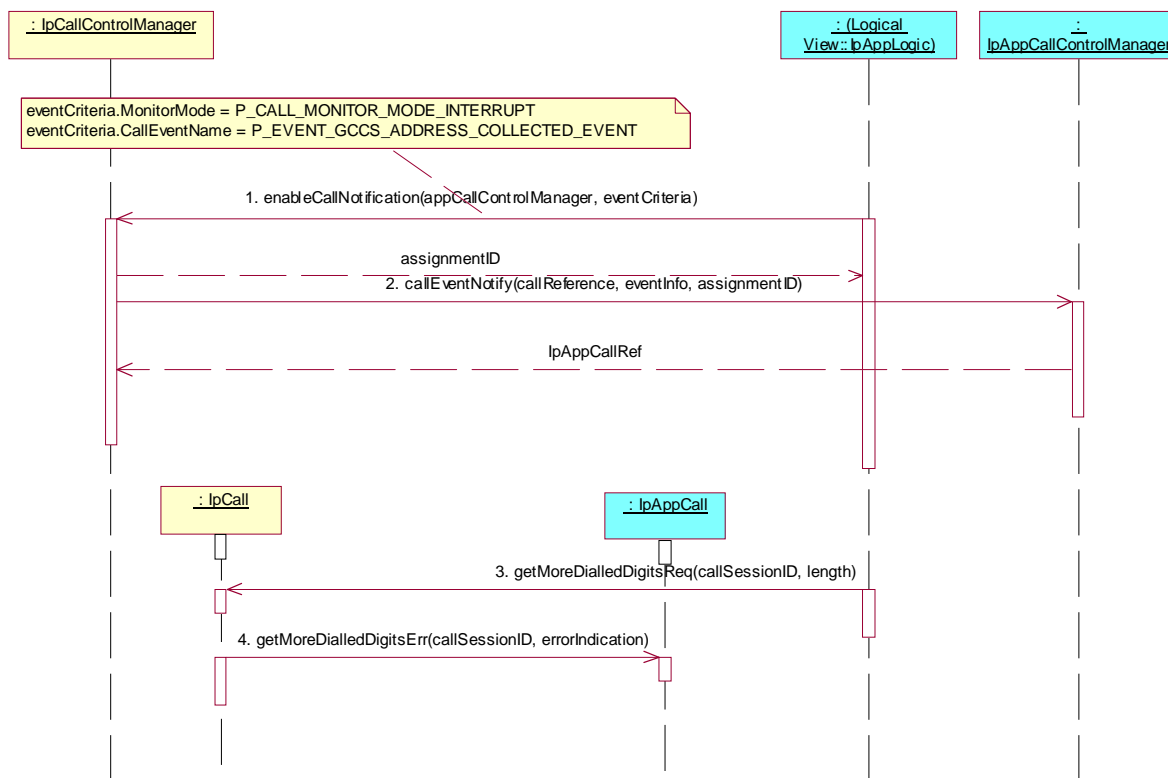 : IpCallControlManager
: (Logical
View::IpAppLogic)
:
IpAppCallControlManager
eventCriteria.MonitorMode = P_CALL_MONITOR_MODE_INTERRUPT
eventCriteria.CallEventName = P_EVENT_GCCS_ADDRESS_COLLECTED_EVENT
1. enableCallNotification(appCallControlManager, eventCriteria)
assignmentID
2. callEventNotify(callReference, eventInfo, assignmentID)
IpAppCallRef
: IpCall
: IpAppCall
3. getMoreDialledDigitsReq(callSessionID, length)
4. getMoreDialledDigitsErr(callSessionID, errorIndication)